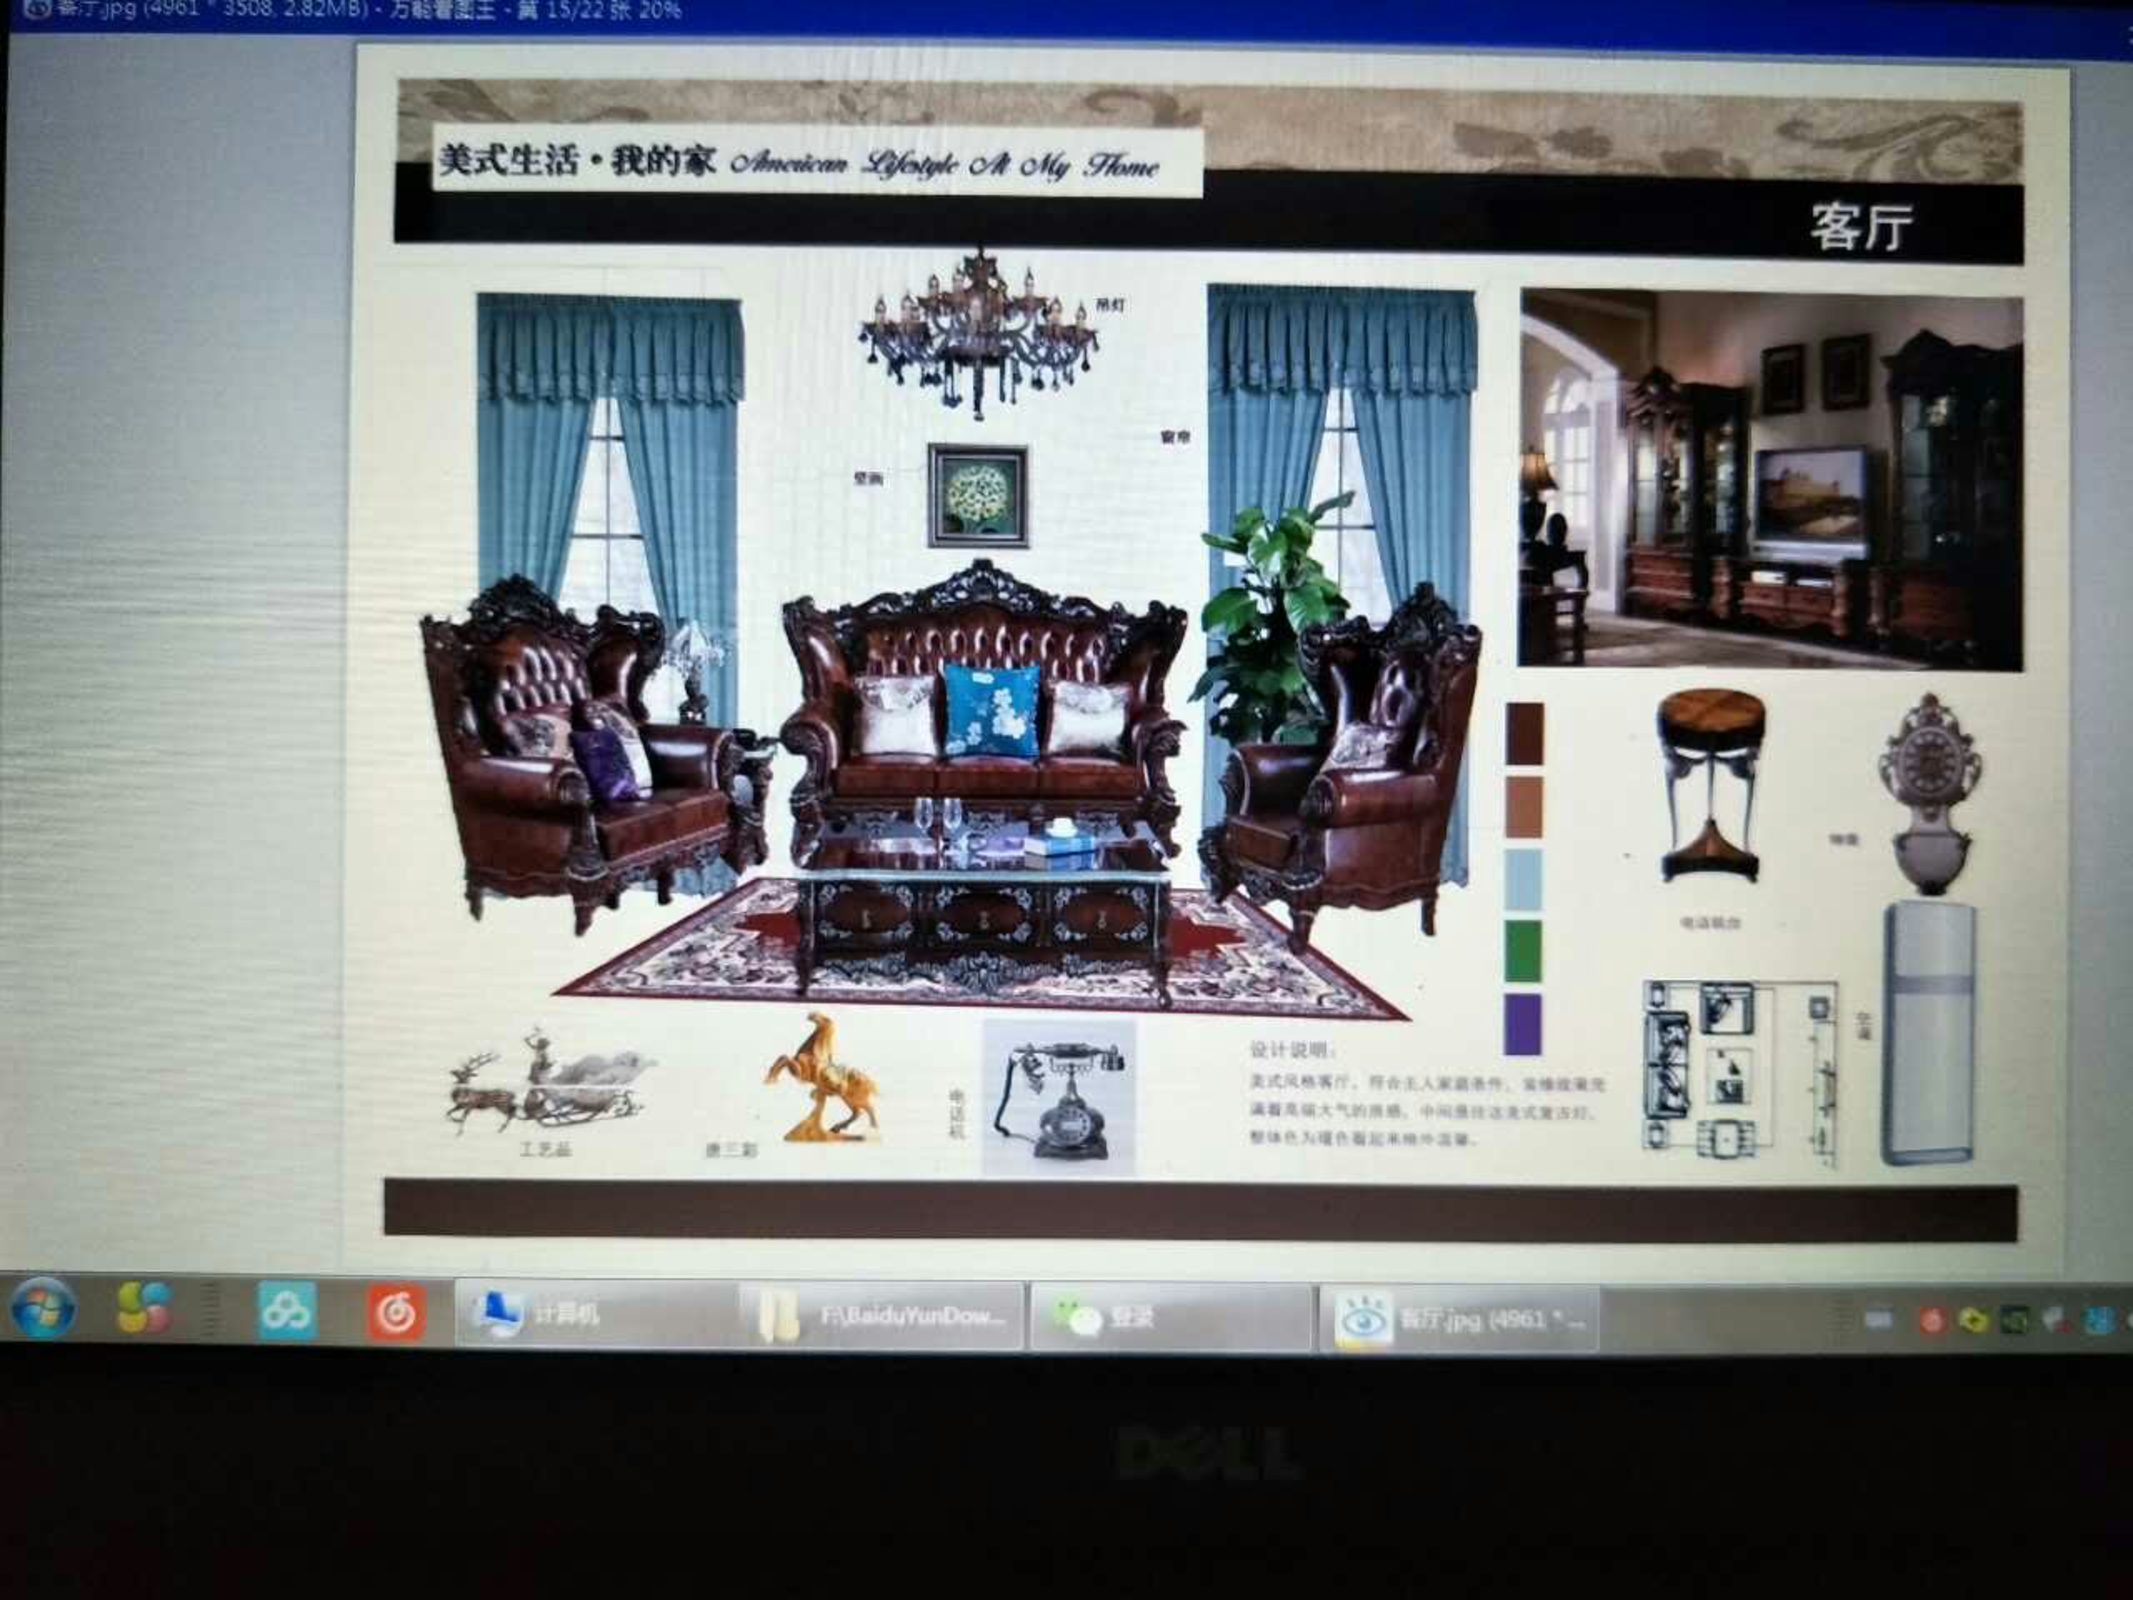 客厅.jpg (4961 * 3508, 2.82MB) - 万能看图王 - 第 15/22 张 20%
美式生活·我的家 American Lifestyle At My Home
客厅
吊灯
窗帘
壁画
钟表
电话机台
空调
工艺品
唐三彩
电话机
设计说明:
美式风格客厅,符合主人家庭条件,装修效果充
满着高端大气的质感,中间悬挂这美式复古灯,
整体色为暖色看起来格外温馨。
计算机
F:\BaiduYunDow...
登录
客厅.jpg (4961 *...
DELL